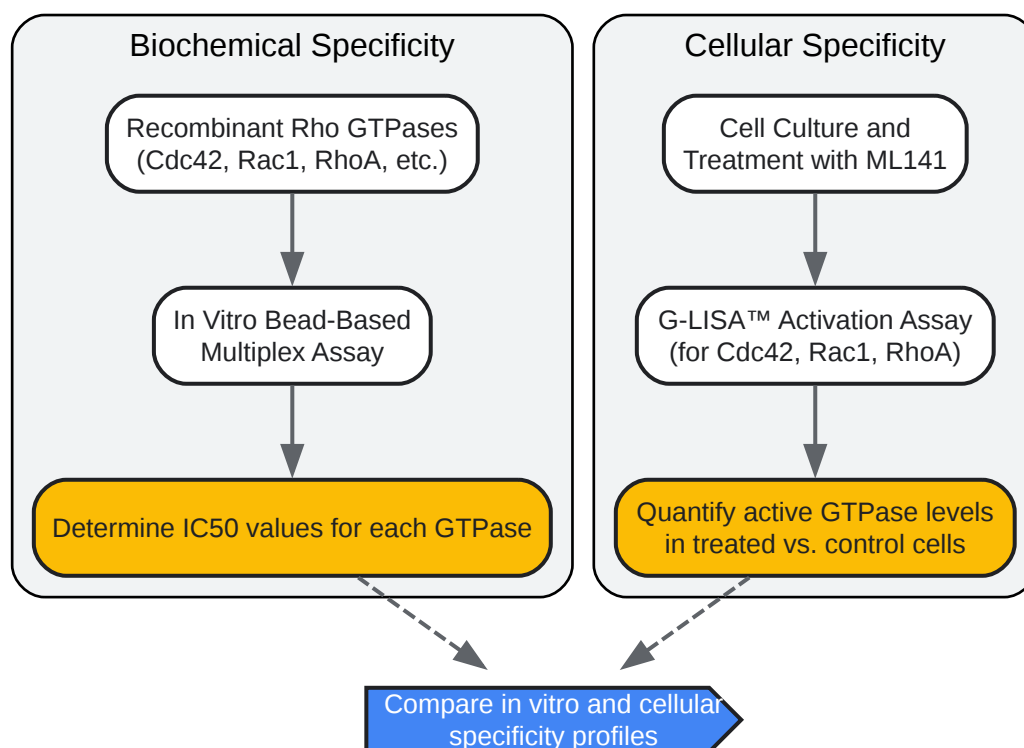 Biochemical Specificity
Recombinant Rho GTPases
(Cdc42, Rac1, RhoA, etc.)
In Vitro Bead-Based
Multiplex Assay
Determine IC50 values for each GTPase
Cellular Specificity
Cell Culture and
Treatment with ML141
G-LISA™ Activation Assay
(for Cdc42, Rac1, RhoA)
Quantify active GTPase levels
in treated vs. control cells
Compare in vitro and cellular
specificity profiles